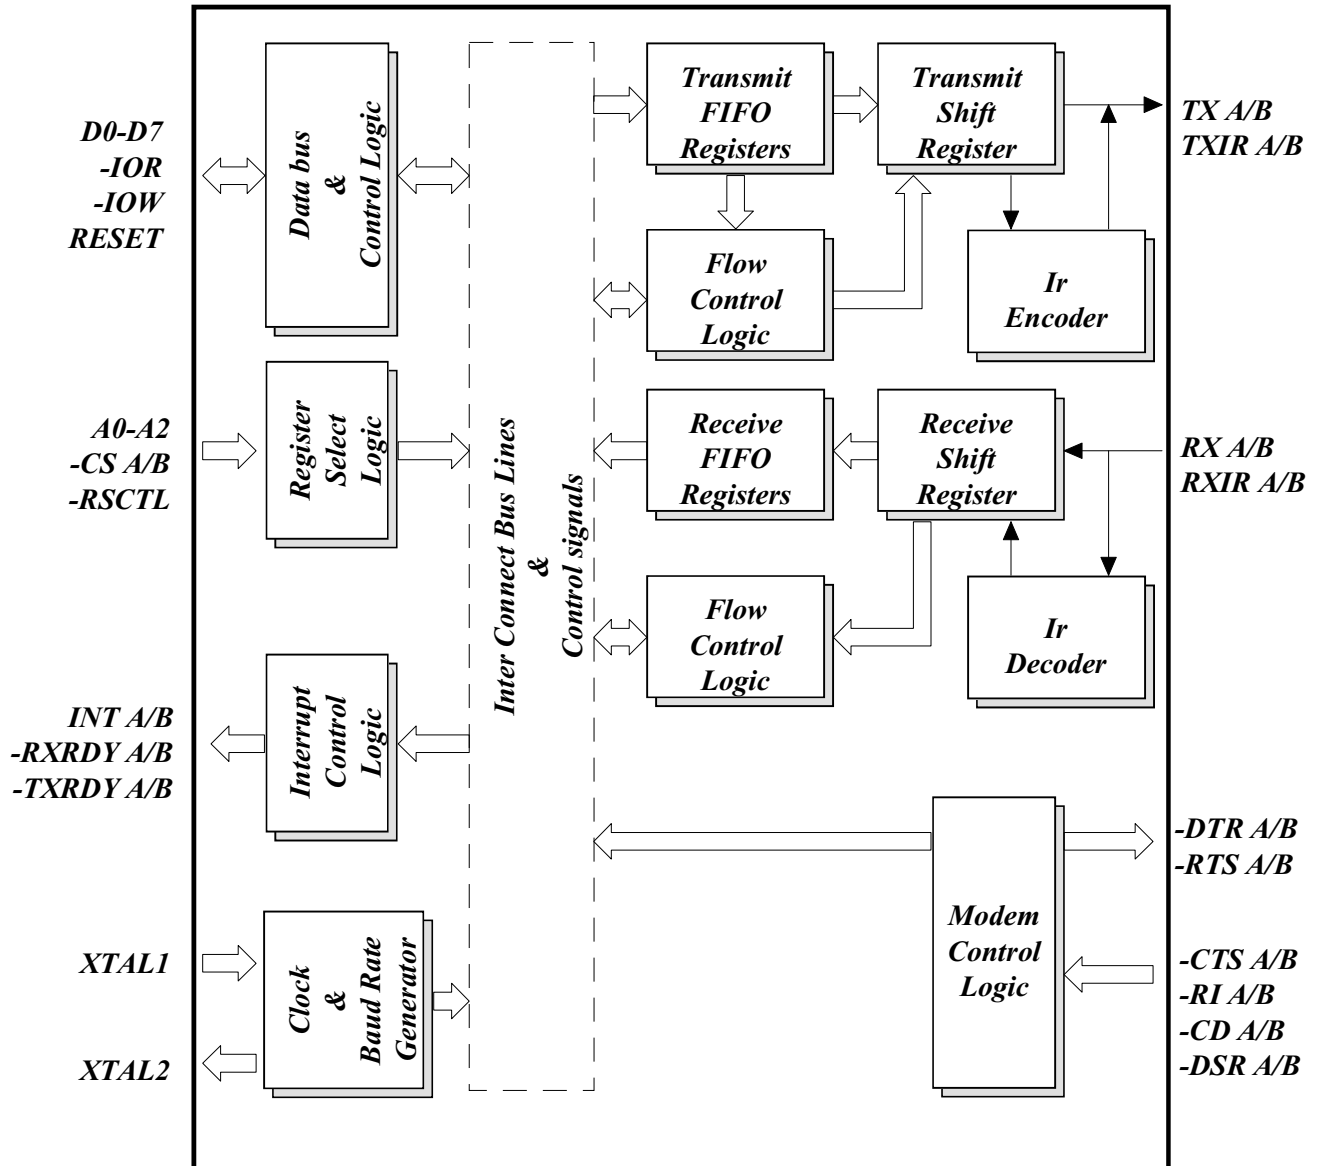 D0-D7
-IOR
-IOW
RESET
Data bus
&
Control Logic
A0-A2
-CS A/B
-RSCTL
Register
Select
Logic
INT A/B
-RXRDY A/B
-TXRDY A/B
Interrupt
Control
Logic
XTAL1
XTAL2
Clock
&
Baud Rate
Generator
Inter Connect Bus Lines
&
Control signals
Transmit
FIFO
Registers
Transmit
Shift
Register
TX A/B
TXIR A/B
Flow
Control
Logic
Ir
Encoder
Receive
FIFO
Registers
Receive
Shift
Register
RX A/B
RXIR A/B
Flow
Control
Logic
Ir
Decoder
Modem
Control
Logic
-DTR A/B
-RTS A/B
-CTS A/B
-RI A/B
-CD A/B
-DSR A/B